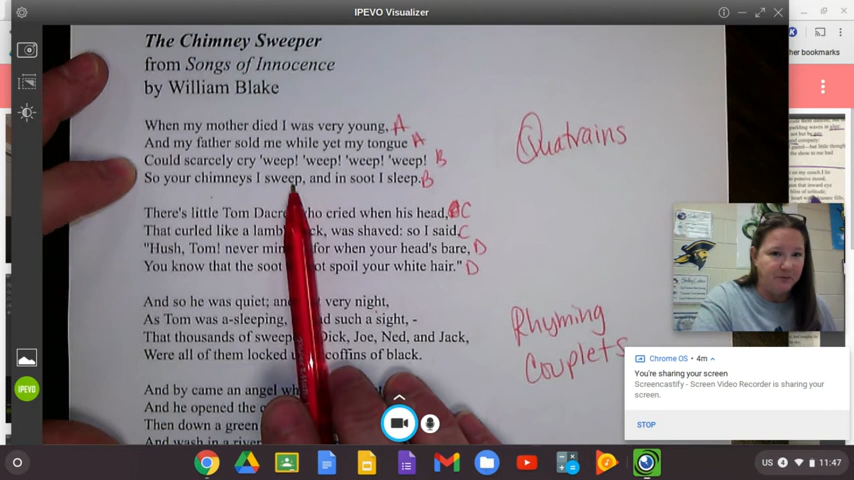 IPEVO Visualizer
The Chimney Sweeper
from Songs of Innocence
by William Blake
When my mother died I was very young, A
And my father sold me while yet my tongue A
Could scarcely cry 'weep! 'weep! 'weep! 'weep! B
So your chimneys I sweep, and in soot I sleep. B
There's little Tom Dacre who cried when his head, C
That curled like a lamb's was shaved: so I said, C
"Hush, Tom! never for when your head's bare, D
You know that the soot spoil your white hair." D
And so he was quiet; very night,
As Tom was a-sleeping, such a sight, -
That thousands of Dick, Joe, Ned, and Jack,
Were all of them locked coffins of black.
And by came an angel
And he opened the
Then down a green
And wash in a
Quatrains
Rhyming
Couplets
her bookmarks
Chrome OS • 4m
You're sharing your screen
Screencastify - Screen Video Recorder is sharing your
screen.
STOP
IPEVO
US 4 11:47